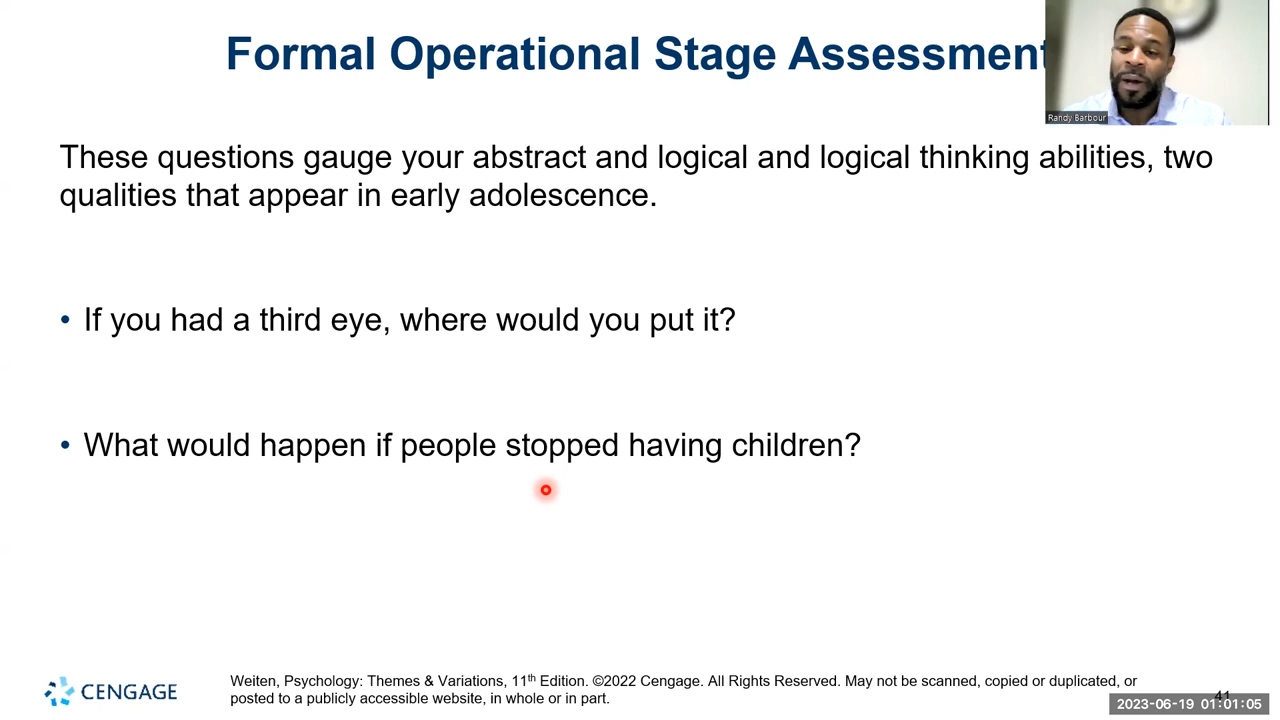 Formal Operational Stage Assessment
Randy Barbour
These questions gauge your abstract and logical and logical thinking abilities, two
qualities that appear in early adolescence.
• If you had a third eye, where would you put it?
• What would happen if people stopped having children?
CENGAGE
Weiten, Psychology: Themes & Variations, 11th Edition. ©2022 Cengage. All Rights Reserved. May not be scanned, copied or duplicated, or
posted to a publicly accessible website, in whole or in part.
41
2023-06-19 01:01:05